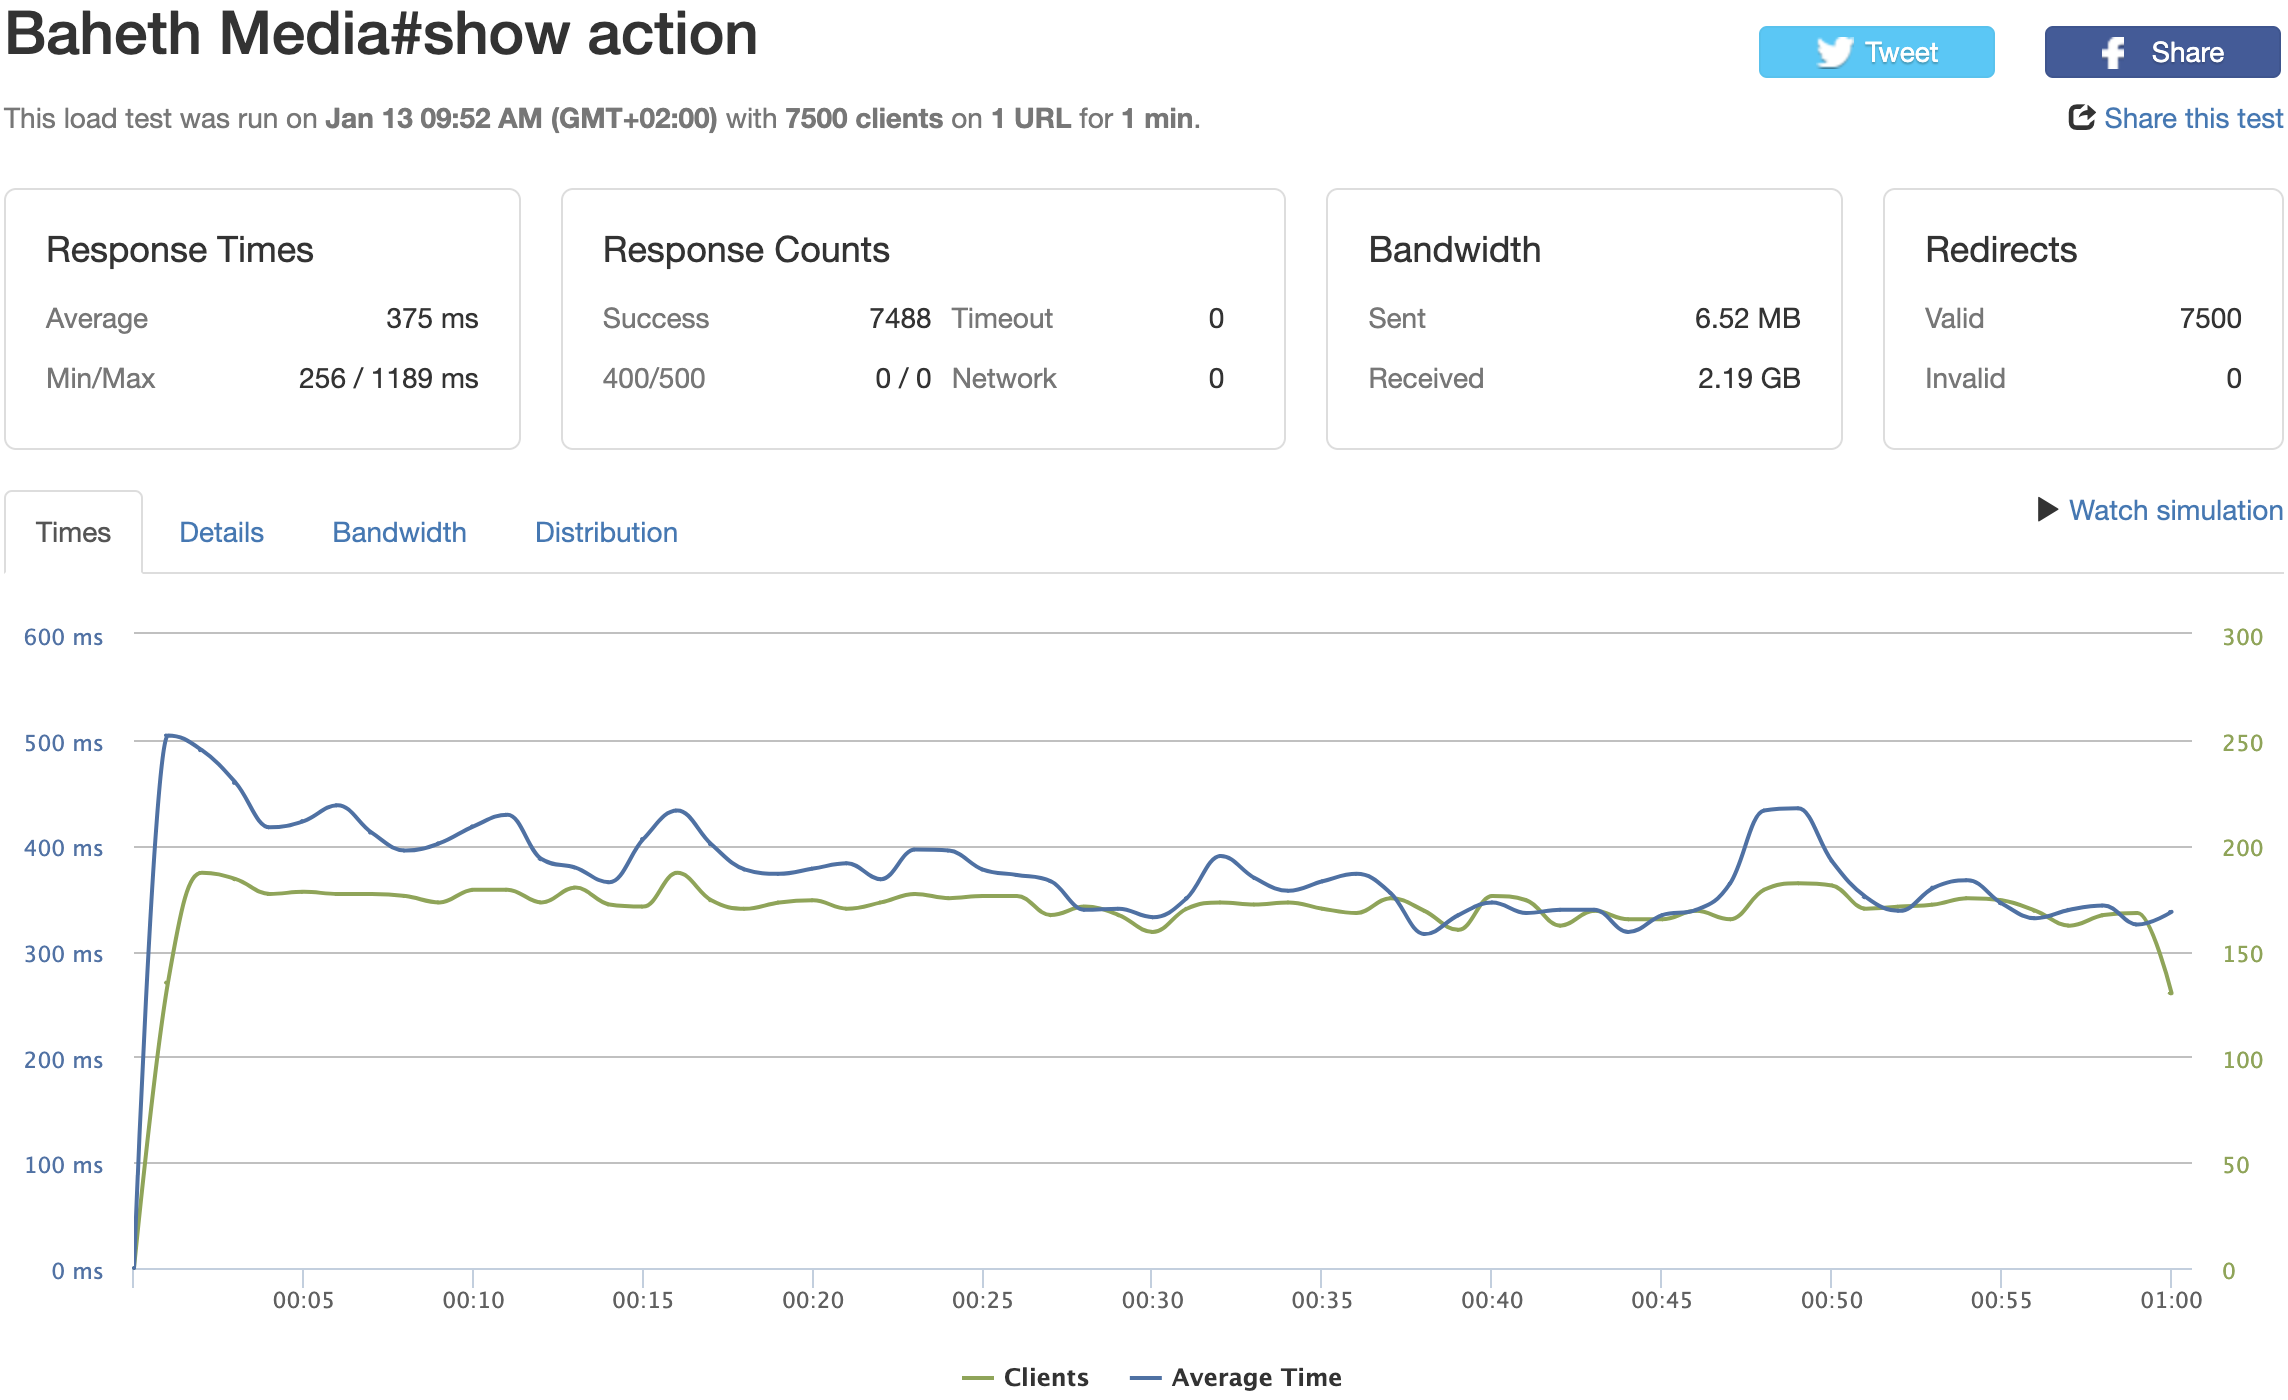 Baheth Media#show action
Tweet
Share
This load test was run on Jan 13 09:52 AM (GMT+02:00) with 7500 clients on 1 URL for 1 min.
Share this test
Response Times
Average 375 ms
Min/Max 256 / 1189 ms
Response Counts
Success 7488 Timeout 0
400/500 0 / 0 Network 0
Bandwidth
Sent 6.52 MB
Received 2.19 GB
Redirects
Valid 7500
Invalid 0
Times Details Bandwidth Distribution
Watch simulation
600 ms 300
500 ms 250
400 ms 200
300 ms 150
200 ms 100
100 ms 50
0 ms 0
00:05 00:10 00:15 00:20 00:25 00:30 00:35 00:40 00:45 00:50 00:55 01:00
Clients Average Time